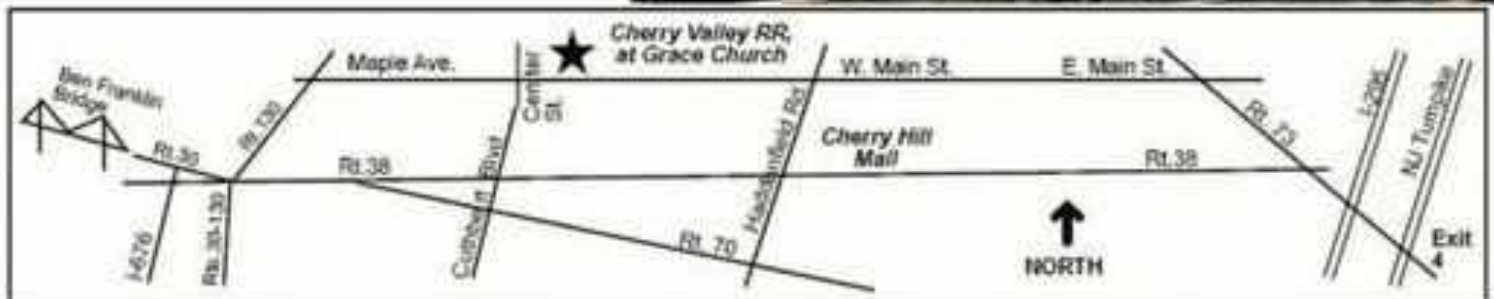 Cherry Valley RR,
at Grace Church
Maple Ave.
W. Main St.
E. Main St.
Ben Franklin
Bridge
Rt. 130
Center
St.
Rt. 73
I-295
NJ Turnpike
Rt.30
Rt.38
Cherry Hill
Mall
Rt.38
Haddonfield Rd
Cuthbert Blvd
I-676
Rts. 30-130
Rt. 70
NORTH
Exit
4